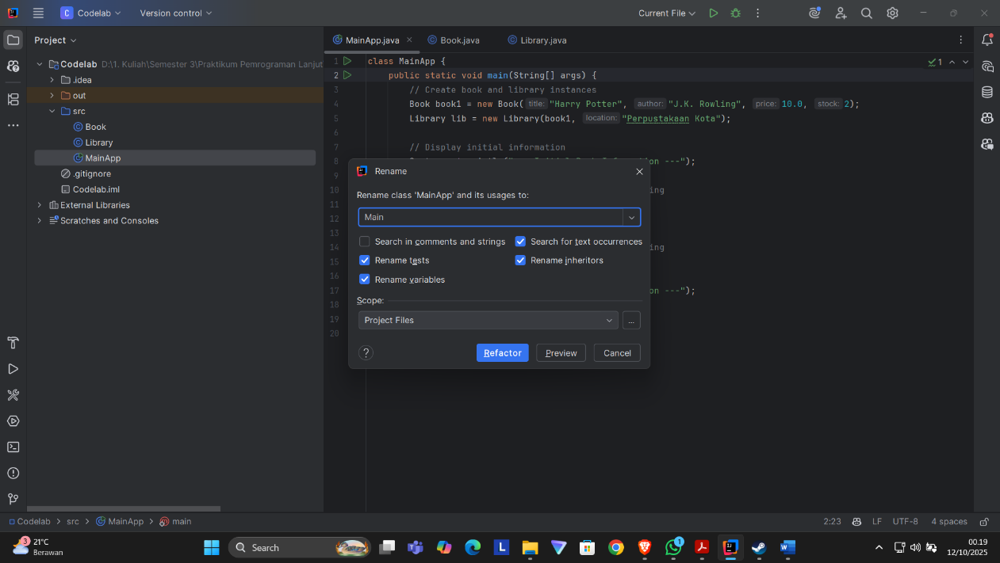 C Codelab Version control Current File
Project
MainApp.java Book.java Library.java
Codelab D:\1. Kuliah\Semester 3\Praktikum Pemrograman Lanjut
.idea
out
src
Book
Library
MainApp
.gitignore
Codelab.iml
External Libraries
Scratches and Consoles
1 class MainApp {
2 public static void main(String[] args) {
3 // Create book and library instances
4 Book book1 = new Book( title: "Harry Potter", author: "J.K. Rowling", price: 10.0, stock: 2);
5 Library lib = new Library(book1, location: "Perpustakaan Kota");
6
7 // Display initial information
8 on ---");
9
10 ng
11
12
13
14 ng
15
16
17 on ---");
18
19
20
1
Rename
Rename class 'MainApp' and its usages to:
Main
Search in comments and strings Search for text occurrences
Rename tests Rename inheritors
Rename variables
Scope:
Project Files ...
? Refactor Preview Cancel
Codelab > src > MainApp > main 2:23 LF UTF-8 4 spaces
3 21°C
Berawan
Search
L
1
W
00.19
12/10/2025